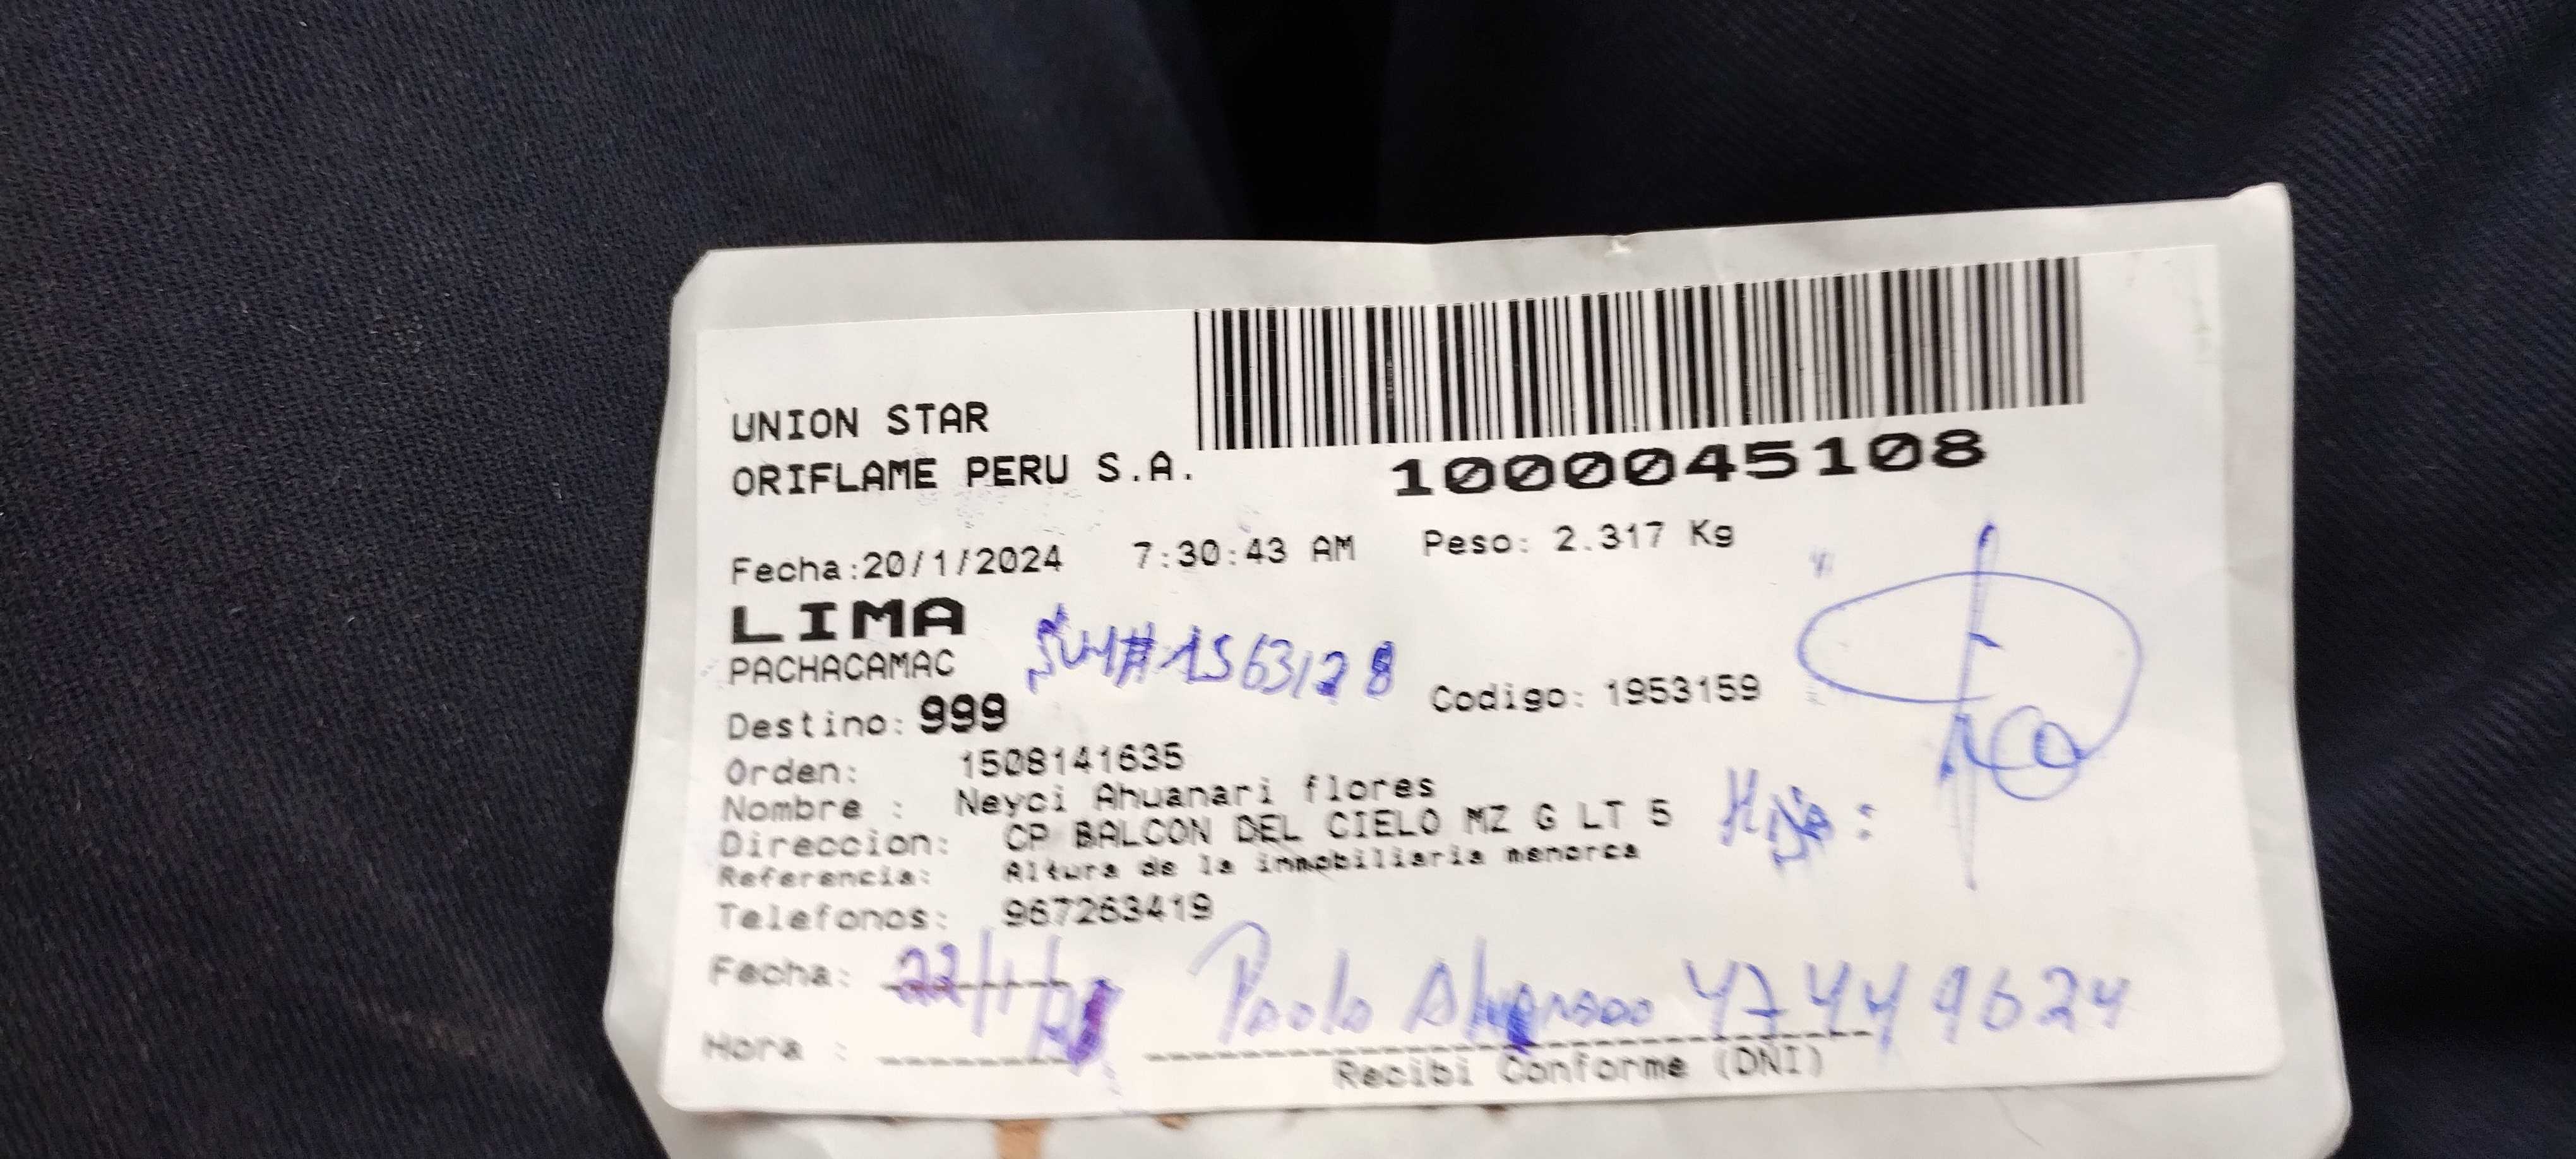 UNION STAR
ORIFLAME PERU S.A.
1000045108
Fecha:20/1/2024 7:30:43 AM Peso: 2.317 Kg
LIMA
PACHACAMAC
Destino: 999 Codigo: 1953159
Orden: 1508141635
Nombre : Neyci Ahuanari flores
Direccion: CP BALCON DEL CIELO MZ G LT 5
Referencia: Altura de la inmobiliaria menorca
Telefonos: 967263419
Fecha: 22/1/
Hora : 47449624
Recibi Conforme (DNI)